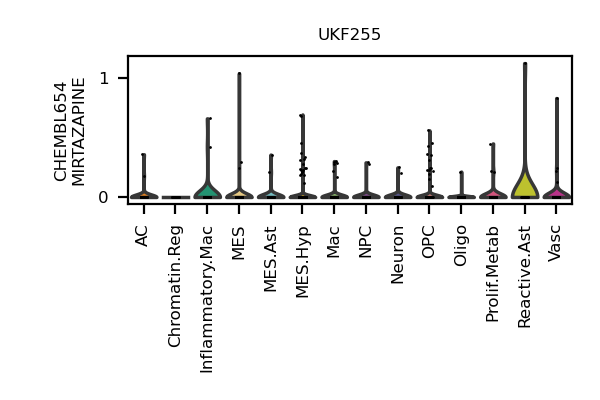 UKF255
CHEMBL654
MIRTAZAPINE
1
0
AC
Chromatin.Reg
Inflammatory.Mac
MES
MES.Ast
MES.Hyp
Mac
NPC
Neuron
OPC
Oligo
Prolif.Metab
Reactive.Ast
Vasc